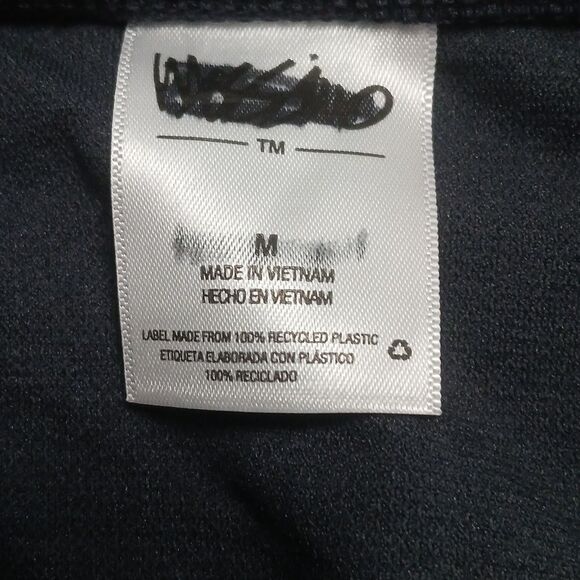 TM
M
MADE IN VIETNAM
HECHO EN VIETNAM
LABEL MADE FROM 100% RECYCLED PLASTIC
ETIQUETA ELABORADA CON PLÁSTICO
100% RECICLADO